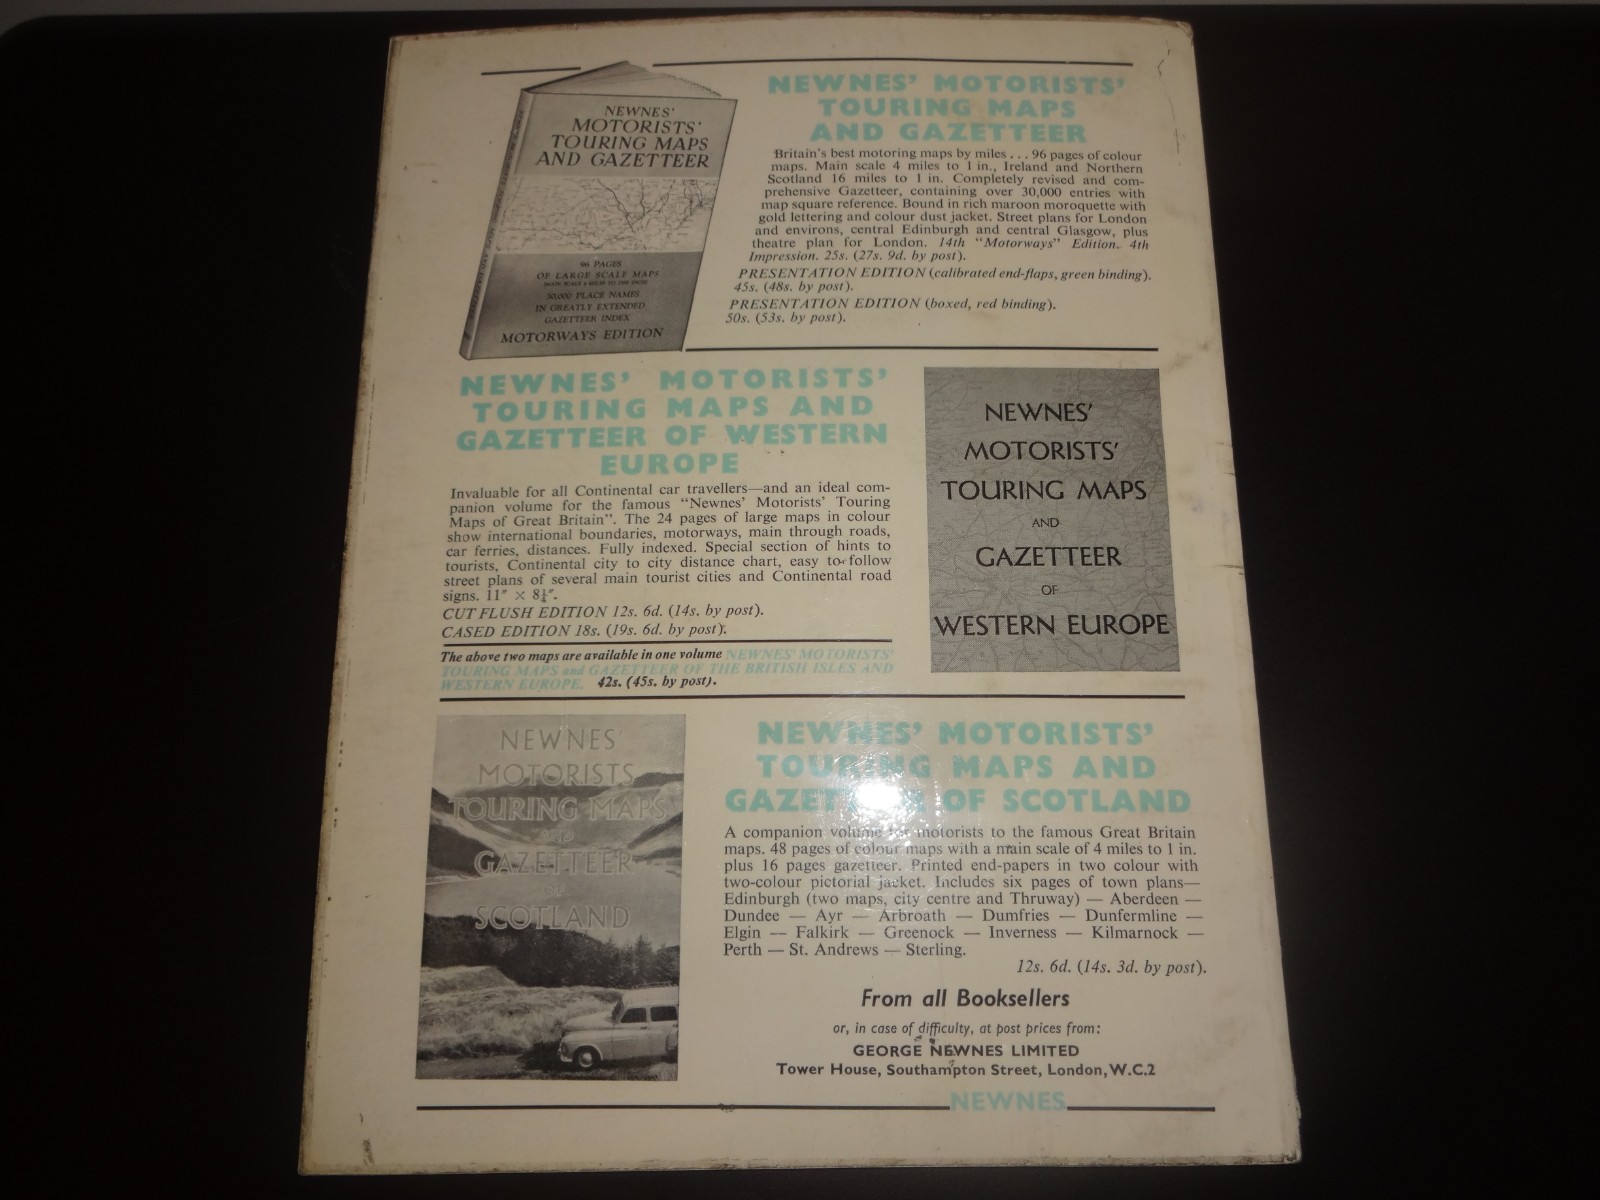 NEWNES' MOTORISTS'
TOURING MAPS
AND GAZETTEER
NEWNES'
MOTORISTS'
TOURING MAPS
AND GAZETTEER
96 PAGES
OF LARGE SCALE MAPS
30,000 PLACE NAMES
IN GREATLY EXTENDED
GAZETTEER INDEX
MOTORWAYS EDITION
Britain's best motoring maps by miles . . . 96 pages of colour
maps. Main scale 4 miles to 1 in., Ireland and Northern
Scotland 16 miles to 1 in. Completely revised and com-
prehensive Gazetteer, containing over 30,000 entries with
map square reference. Bound in rich maroon moroquette with
gold lettering and colour dust jacket. Street plans for London
and environs, central Edinburgh and central Glasgow, plus
theatre plan for London. 14th "Motorways" Edition. 4th
Impression. 25s. (27s. 9d. by post).
PRESENTATION EDITION (calibrated end-flaps, green binding).
45s. (48s. by post).
PRESENTATION EDITION (boxed, red binding).
50s. (53s. by post).
NEWNES' MOTORISTS'
TOURING MAPS AND
GAZETTEER OF WESTERN
EUROPE
Invaluable for all Continental car travellers—and an ideal com-
panion volume for the famous "Newnes' Motorists' Touring
Maps of Great Britain". The 24 pages of large maps in colour
show international boundaries, motorways, main through roads,
car ferries, distances. Fully indexed. Special section of hints to
tourists, Continental city to city distance chart, easy to follow
street plans of several main tourist cities and Continental road
signs. 11" × 8¼".
CUT FLUSH EDITION 12s. 6d. (14s. by post).
CASED EDITION 18s. (19s. 6d. by post).
The above two maps are available in one volume NEWNES' MOTORISTS'
TOURING MAPS and GAZETTEER OF THE BRITISH ISLES AND
WESTERN EUROPE. 42s. (45s. by post).
NEWNES'
MOTORISTS'
TOURING MAPS
AND
GAZETTEER
OF
WESTERN EUROPE
NEWNES'
MOTORISTS
TOURING MAPS
AND
GAZETTEER
OF
SCOTLAND
NEWNES' MOTORISTS'
TOURING MAPS AND
GAZETTEER OF SCOTLAND
A companion volume for motorists to the famous Great Britain
maps. 48 pages of colour maps with a main scale of 4 miles to 1 in.
plus 16 pages gazetteer. Printed end-papers in two colour with
two-colour pictorial jacket. Includes six pages of town plans—
Edinburgh (two maps, city centre and Thruway) — Aberdeen —
Dundee — Ayr — Arbroath — Dumfries — Dunfermline —
Elgin — Falkirk — Greenock — Inverness — Kilmarnock —
Perth — St. Andrews — Sterling.
12s. 6d. (14s. 3d. by post).
From all Booksellers
or, in case of difficulty, at post prices from:
GEORGE NEWNES LIMITED
Tower House, Southampton Street, London, W.C.2
NEWNES